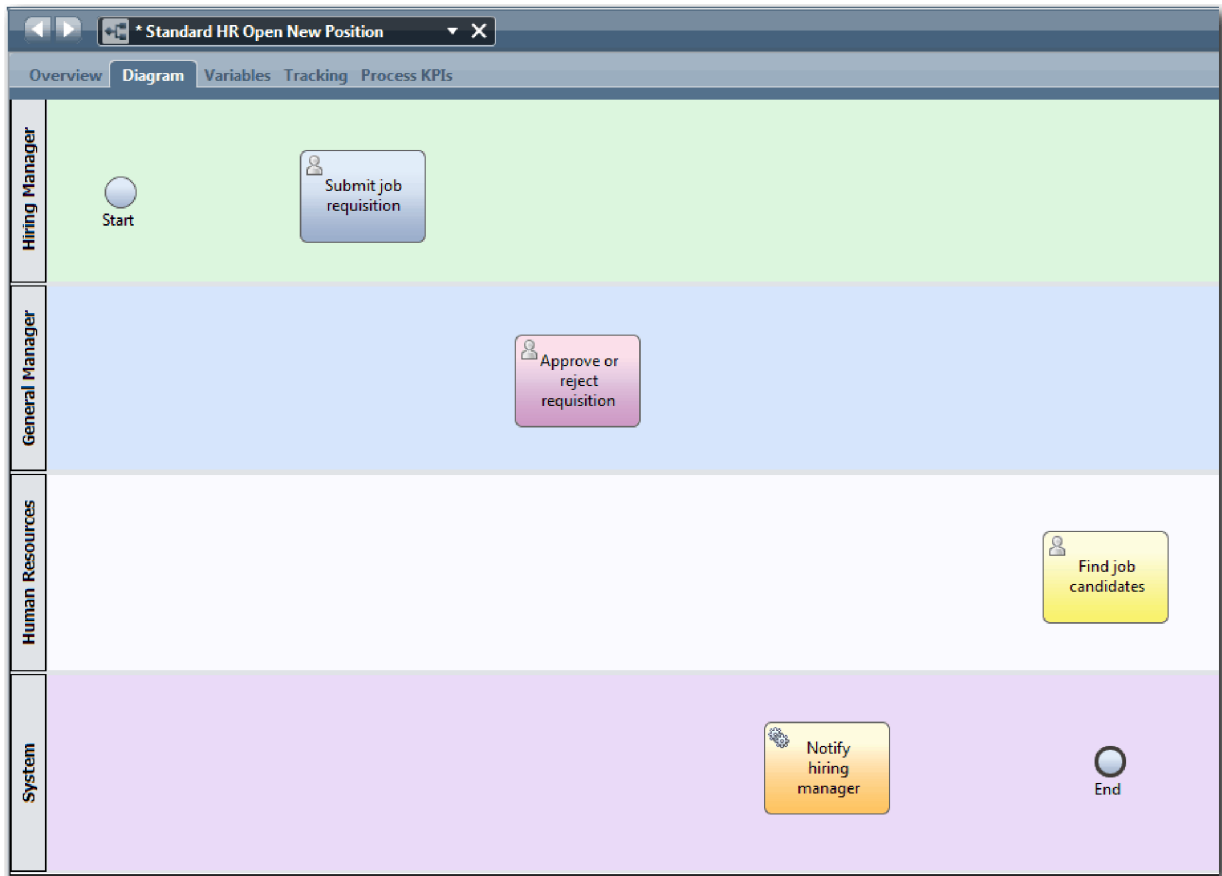 * Standard HR Open New Position
Overview Diagram Variables Tracking Process KPIs
Hiring Manager
Start
Submit job
requisition
General Manager
Approve or
reject
requisition
Human Resources
Find job
candidates
System
Notify
hiring
manager
End